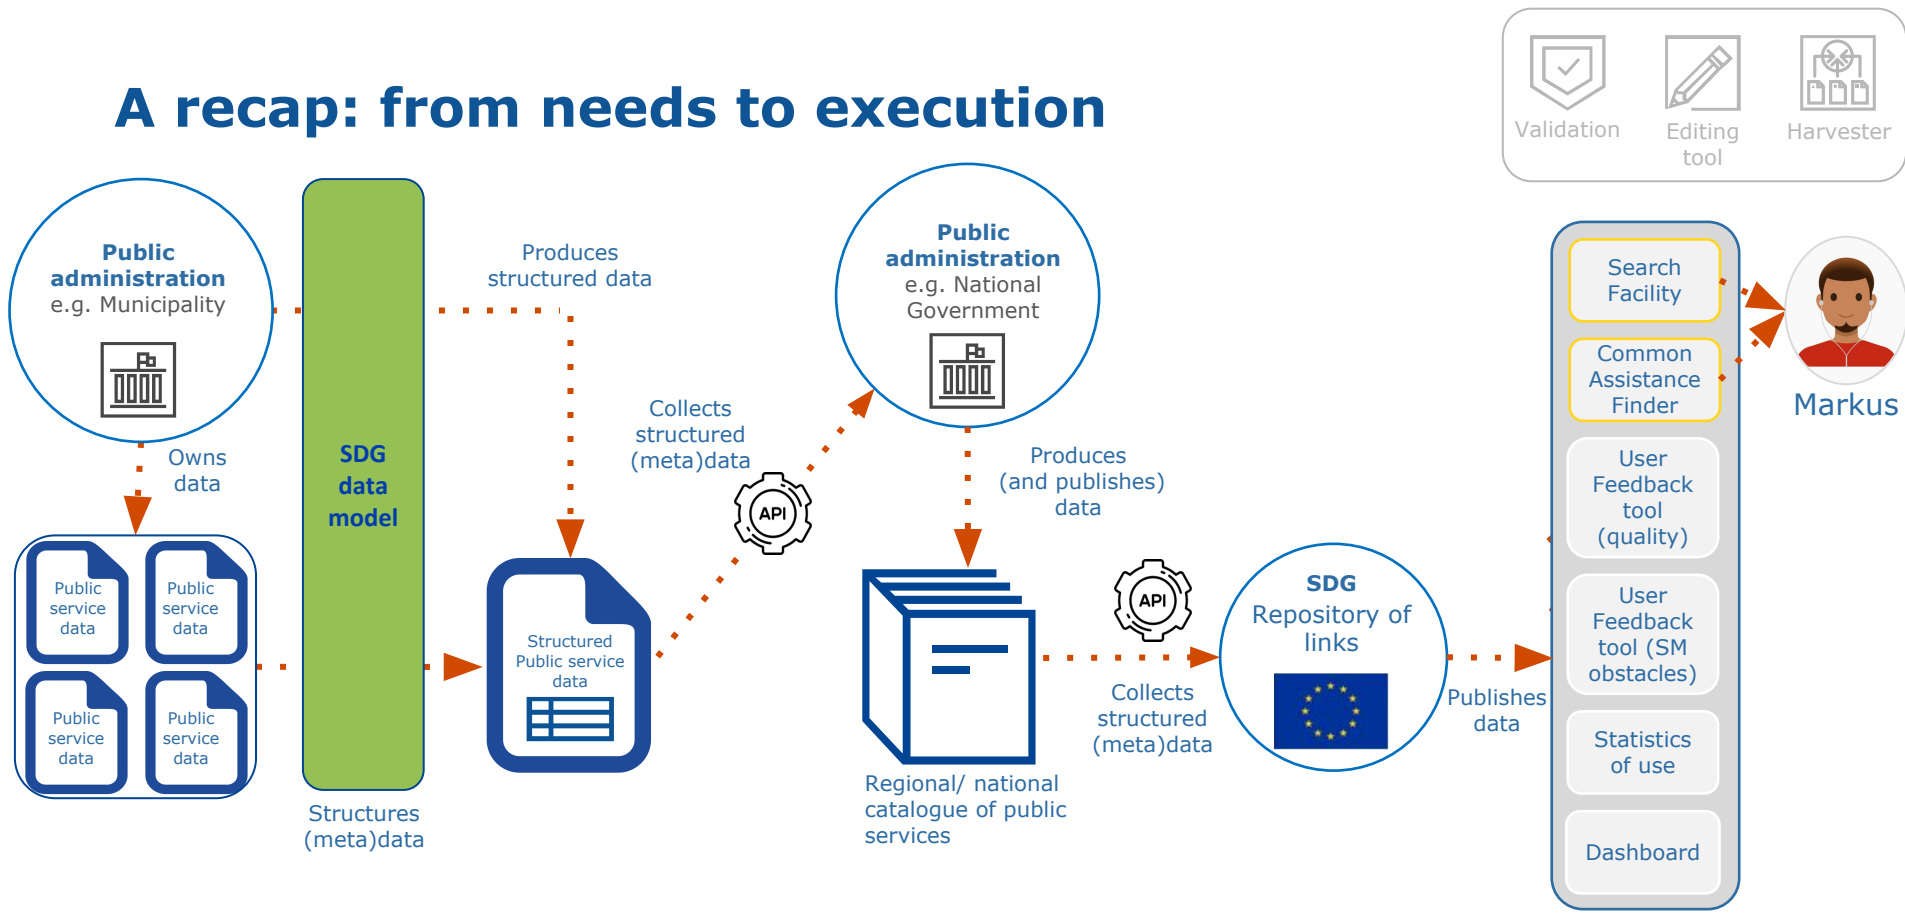 A recap: from needs to execution
Validation
Editing
tool
Harvester
Public
administration
e.g. Municipality
Owns
data
Public
service
data
Public
service
data
Public
service
data
Public
service
data
SDG
data
model
Structures
(meta)data
Produces
structured data
Structured
Public service
data
Collects
structured
(meta)data
API
Public
administration
e.g. National
Government
Produces
(and publishes)
data
Regional/ national
catalogue of public
services
API
Collects
structured
(meta)data
SDG
Repository of
links
Publishes
data
Search
Facility
Common
Assistance
Finder
User
Feedback
tool
(quality)
User
Feedback
tool (SM
obstacles)
Statistics
of use
Dashboard
Markus